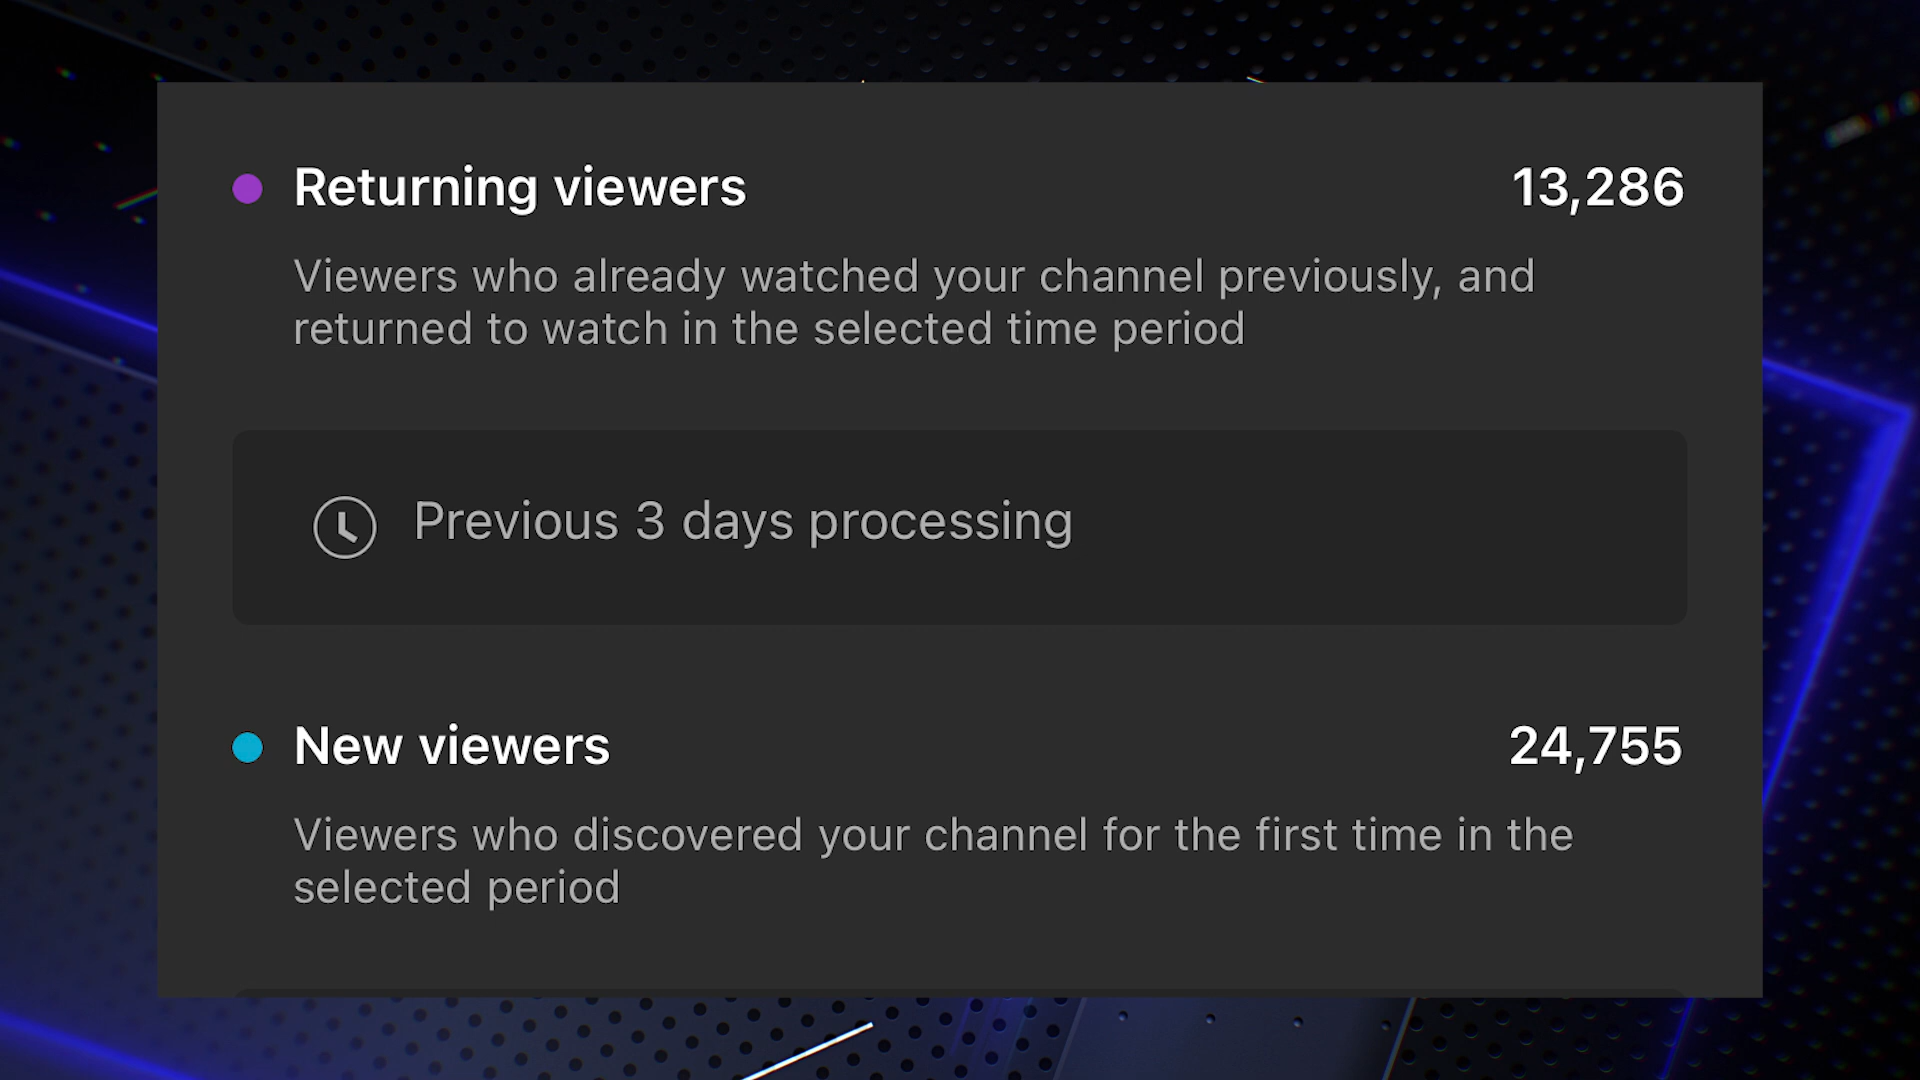 Returning viewers 13,286
Viewers who already watched your channel previously, and
returned to watch in the selected time period
Previous 3 days processing
New viewers 24,755
Viewers who discovered your channel for the first time in the
selected period